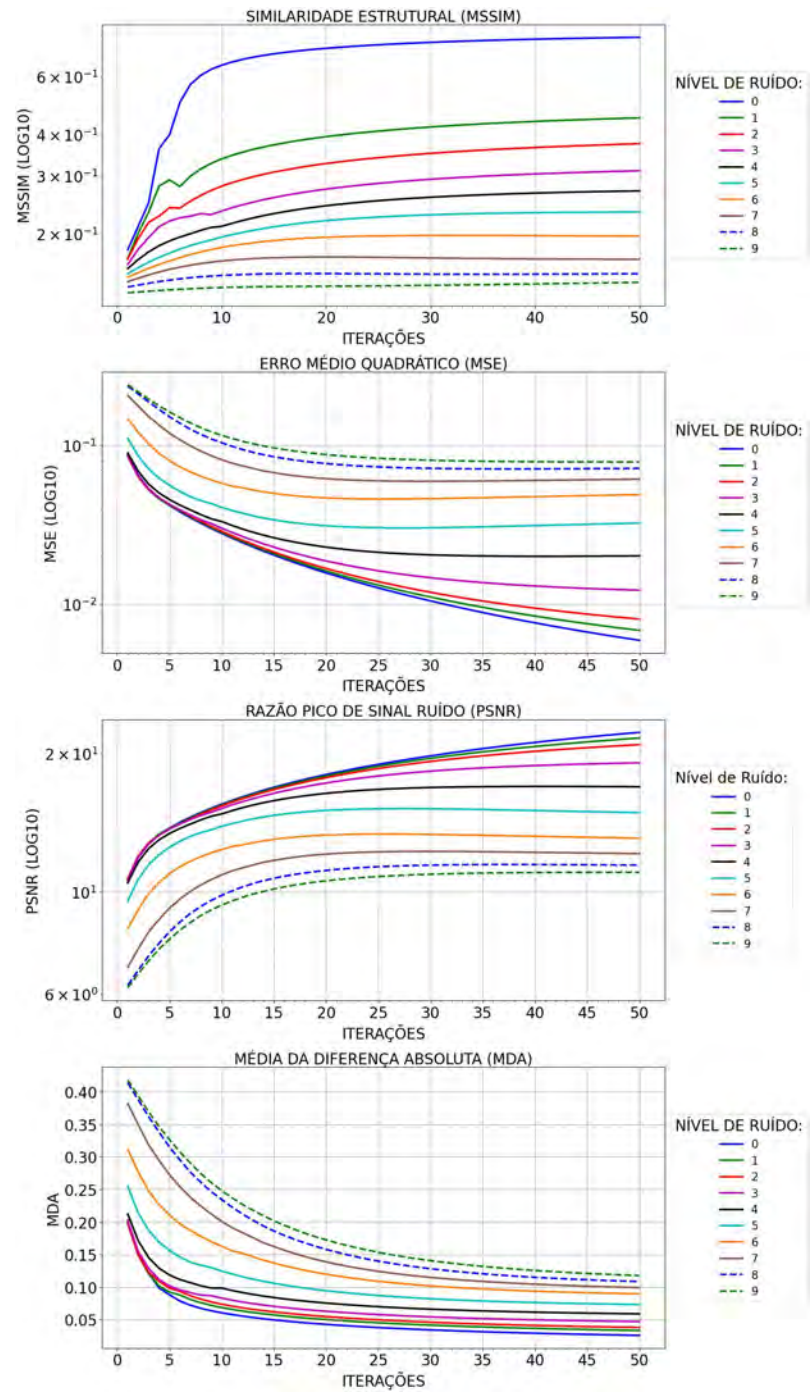 SIMILARIDADE ESTRUTURAL (MSSIM)
MSSIM (LOG10)
6 × 10⁻¹
4 × 10⁻¹
3 × 10⁻¹
2 × 10⁻¹
0 5 10 15 20 25 30 35 40 45 50
ITERAÇÕES
NÍVEL DE RUÍDO:
0
1
2
3
4
5
6
7
8
9
ERRO MÉDIO QUADRÁTICO (MSE)
MSE (LOG10)
10⁻¹
10⁻²
0 5 10 15 20 25 30 35 40 45 50
ITERAÇÕES
NÍVEL DE RUÍDO:
0
1
2
3
4
5
6
7
8
9
RAZÃO PICO DE SINAL RUÍDO (PSNR)
PSNR (LOG10)
2 × 10¹
10¹
6 × 10⁰
0 5 10 15 20 25 30 35 40 45 50
ITERAÇÕES
Nível de Ruído:
0
1
2
3
4
5
6
7
8
9
MÉDIA DA DIFERENÇA ABSOLUTA (MDA)
MDA
0.40
0.35
0.30
0.25
0.20
0.15
0.10
0.05
0 5 10 15 20 25 30 35 40 45 50
ITERAÇÕES
NÍVEL DE RUÍDO:
0
1
2
3
4
5
6
7
8
9